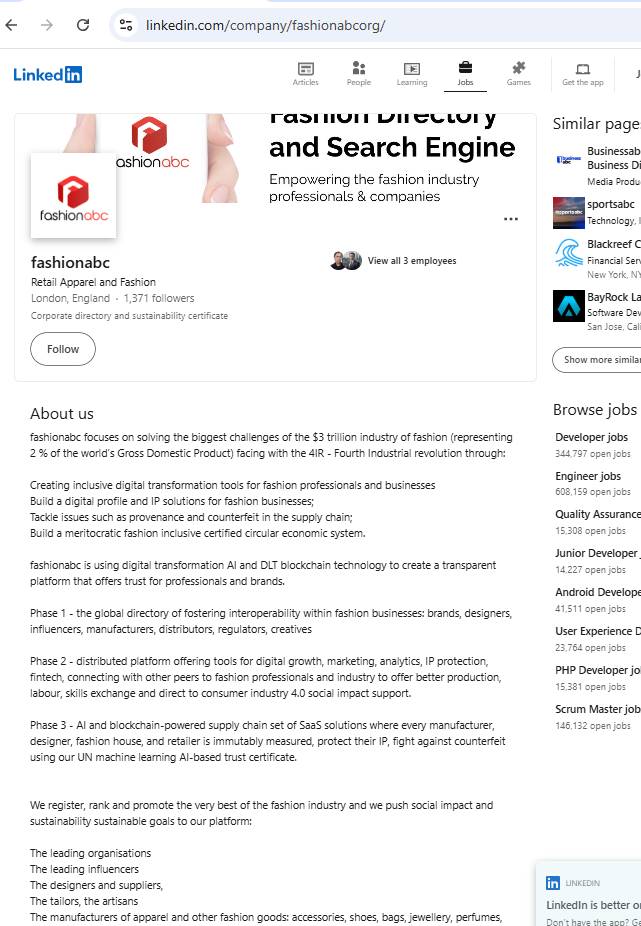 linkedin.com/company/fashionabcorg/
Linkedin
Articles
People
Learning
Jobs
Games
Get the app
fashionabc
Fashion Directory
and Search Engine
Empowering the fashion industry
professionals & companies
fashionabc
fashionabc
Retail Apparel and Fashion
London, England · 1,371 followers
Corporate directory and sustainability certificate
View all 3 employees
Follow
About us
fashionabc focuses on solving the biggest challenges of the $3 trillion industry of fashion (representing
2 % of the world's Gross Domestic Product) facing with the 4IR - Fourth Industrial revolution through:
Creating inclusive digital transformation tools for fashion professionals and businesses
Build a digital profile and IP solutions for fashion businesses;
Tackle issues such as provenance and counterfeit in the supply chain;
Build a meritocratic fashion inclusive certified circular economic system.
fashionabc is using digital transformation AI and DLT blockchain technology to create a transparent
platform that offers trust for professionals and brands.
Phase 1 - the global directory of fostering interoperability within fashion businesses: brands, designers,
influencers, manufacturers, distributors, regulators, creatives
Phase 2 - distributed platform offering tools for digital growth, marketing, analytics, IP protection,
fintech, connecting with other peers to fashion professionals and industry to offer better production,
labour, skills exchange and direct to consumer industry 4.0 social impact support.
Phase 3 - AI and blockchain-powered supply chain set of SaaS solutions where every manufacturer,
designer, fashion house, and retailer is immutably measured, protect their IP, fight against counterfeit
using our UN machine learning AI-based trust certificate.
We register, rank and promote the very best of the fashion industry and we push social impact and
sustainability sustainable goals to our platform:
The leading organisations
The leading influencers
The designers and suppliers,
The tailors, the artisans
The manufacturers of apparel and other fashion goods: accessories, shoes, bags, jewellery, perfumes,
Similar page
Businessab
Business Di
Media Produ
sportsabc
Technology, I
Blackreef C
Financial Serv
New York, NY
BayRock La
Software Dev
San Jose, Cali
Show more simila
Browse jobs
Developer jobs
344,797 open jobs
Engineer jobs
608,159 open jobs
Quality Assurance
15,308 open jobs
Junior Developer
14,227 open jobs
Android Develope
41,511 open jobs
User Experience D
23,764 open jobs
PHP Developer jo
15,381 open jobs
Scrum Master job
146,132 open jobs
in LINKEDIN
LinkedIn is better o
Don't have the app? Ge